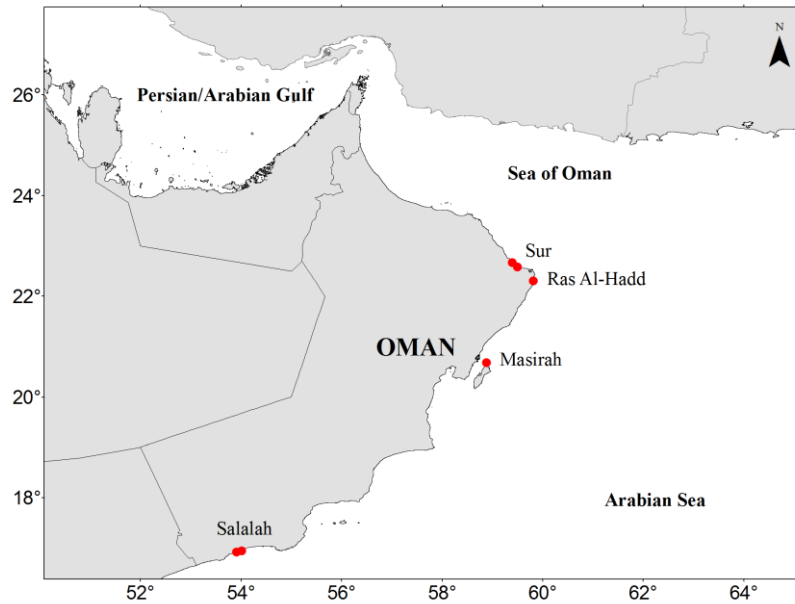 N
26°
Persian/Arabian Gulf
24°
Sea of Oman
Sur
Ras Al-Hadd
22°
OMAN
Masirah
20°
18°
Arabian Sea
Salalah
52 54 56° 58° 60° 62° 64°